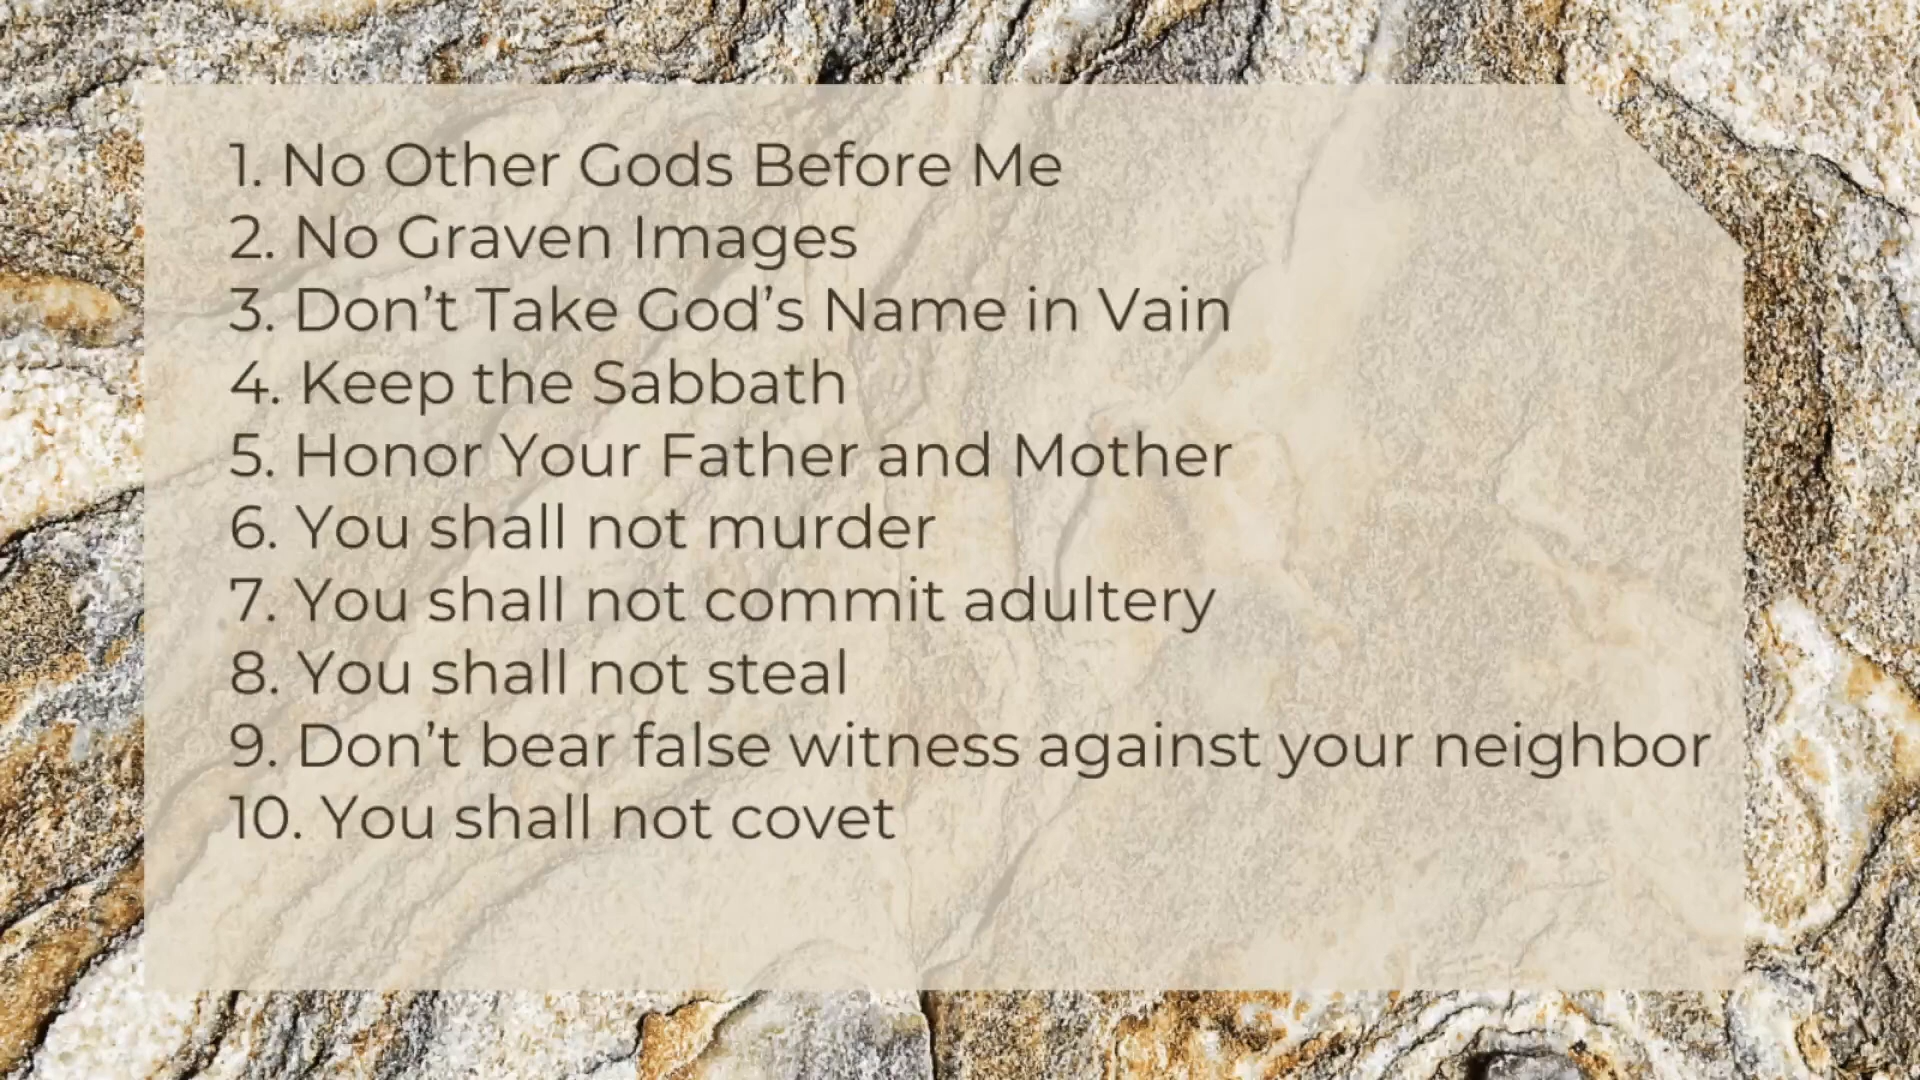 1. No Other Gods Before Me
2. No Graven Images
3. Don’t Take God’s Name in Vain
4. Keep the Sabbath
5. Honor Your Father and Mother
6. You shall not murder
7. You shall not commit adultery
8. You shall not steal
9. Don’t bear false witness against your neighbor
10. You shall not covet